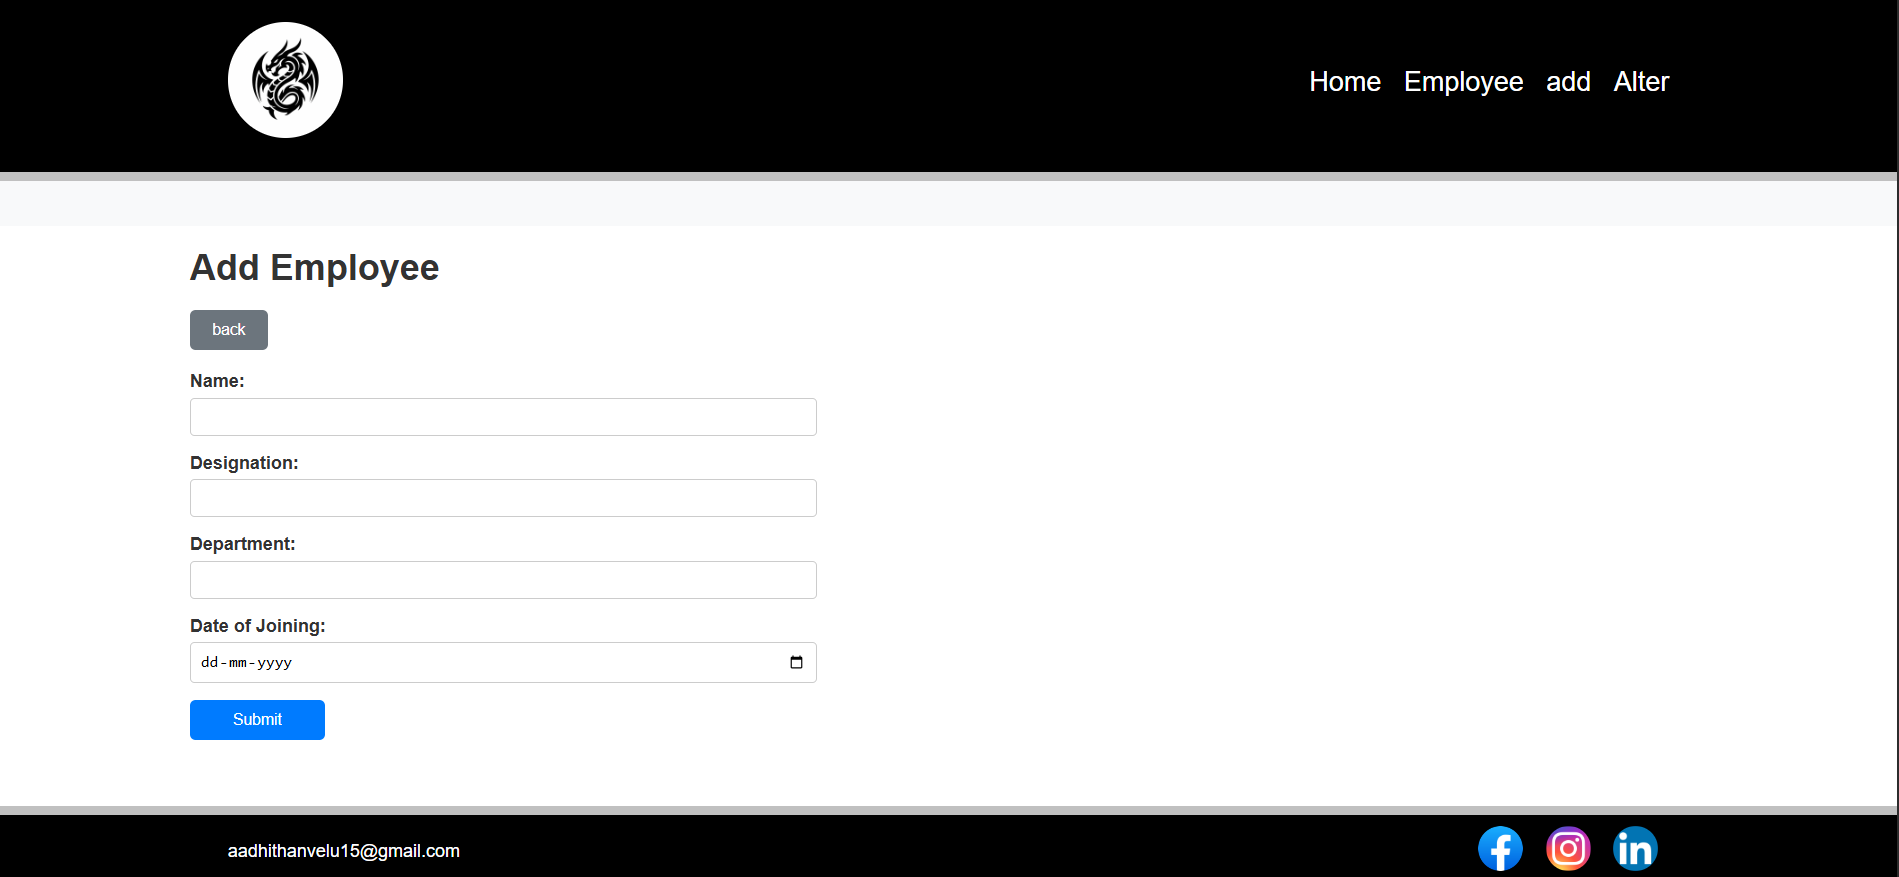 Home Employee add Alter
Add Employee
back
Name:
Designation:
Department:
Date of Joining:
dd-mm-yyyy
Submit
aadhithanvelu15@gmail.com